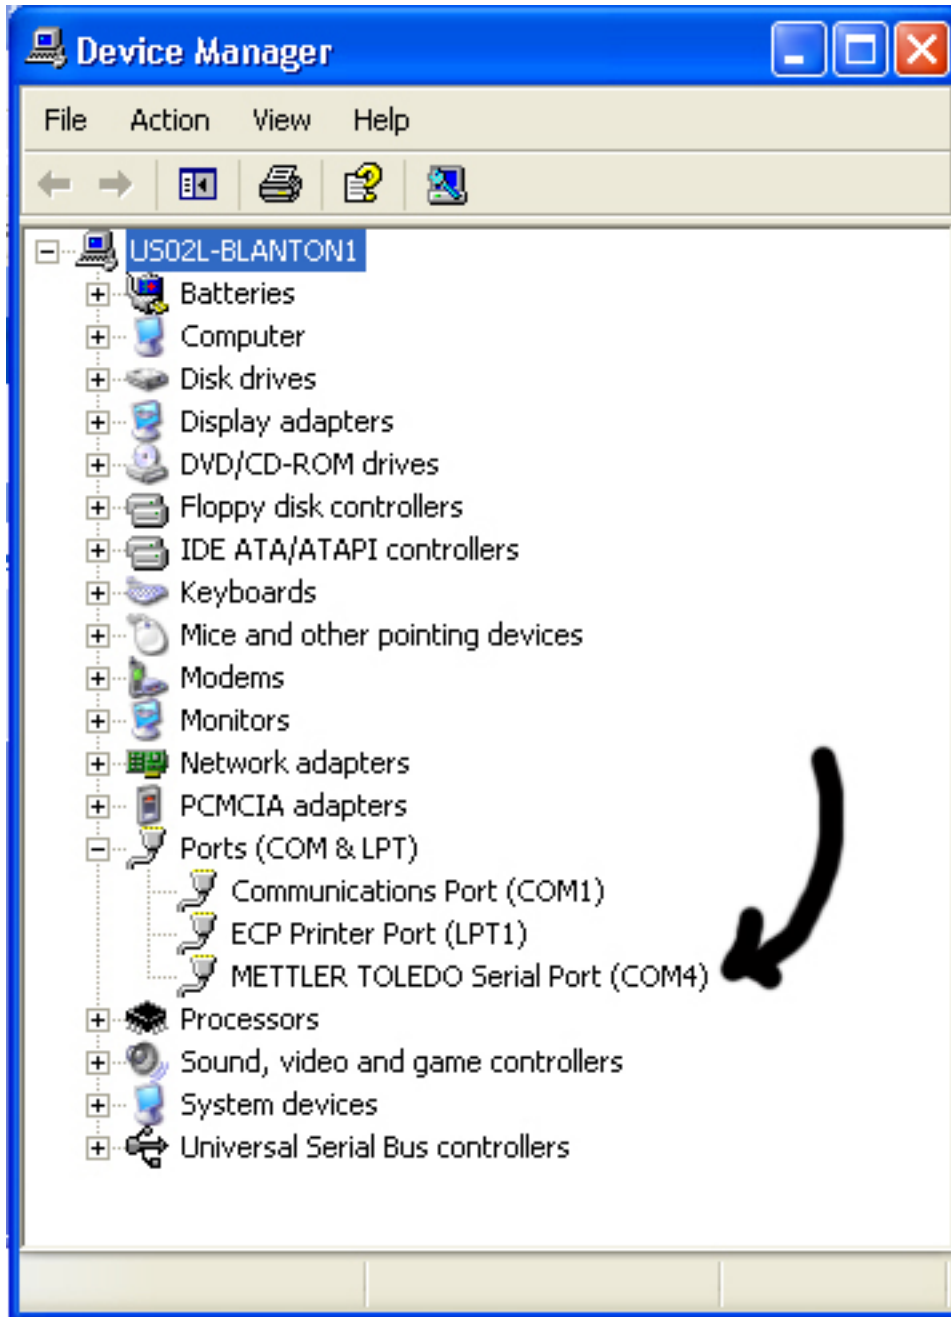 Device Manager
File Action View Help
US02L-BLANTON1
Batteries
Computer
Disk drives
Display adapters
DVD/CD-ROM drives
Floppy disk controllers
IDE ATA/ATAPI controllers
Keyboards
Mice and other pointing devices
Modems
Monitors
Network adapters
PCMCIA adapters
Ports (COM & LPT)
Communications Port (COM1)
ECP Printer Port (LPT1)
METTLER TOLEDO Serial Port (COM4)
Processors
Sound, video and game controllers
System devices
Universal Serial Bus controllers